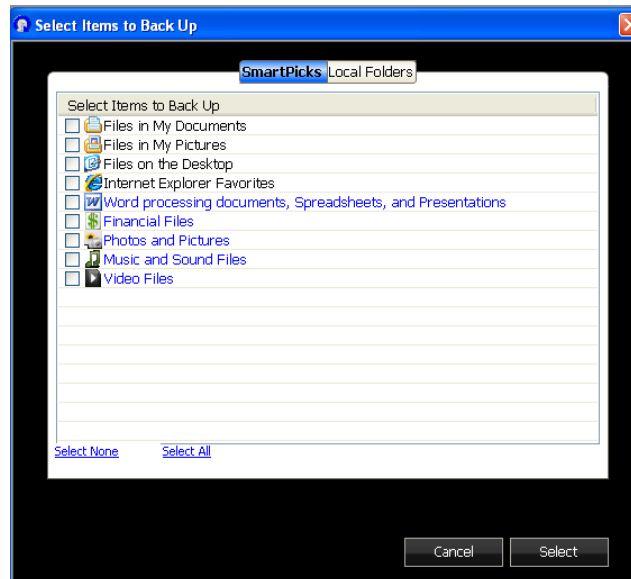 Select Items to Back Up
SmartPicks Local Folders
Select Items to Back Up
Files in My Documents
Files in My Pictures
Files on the Desktop
Internet Explorer Favorites
Word processing documents, Spreadsheets, and Presentations
Financial Files
Photos and Pictures
Music and Sound Files
Video Files
Select None Select All
Cancel Select